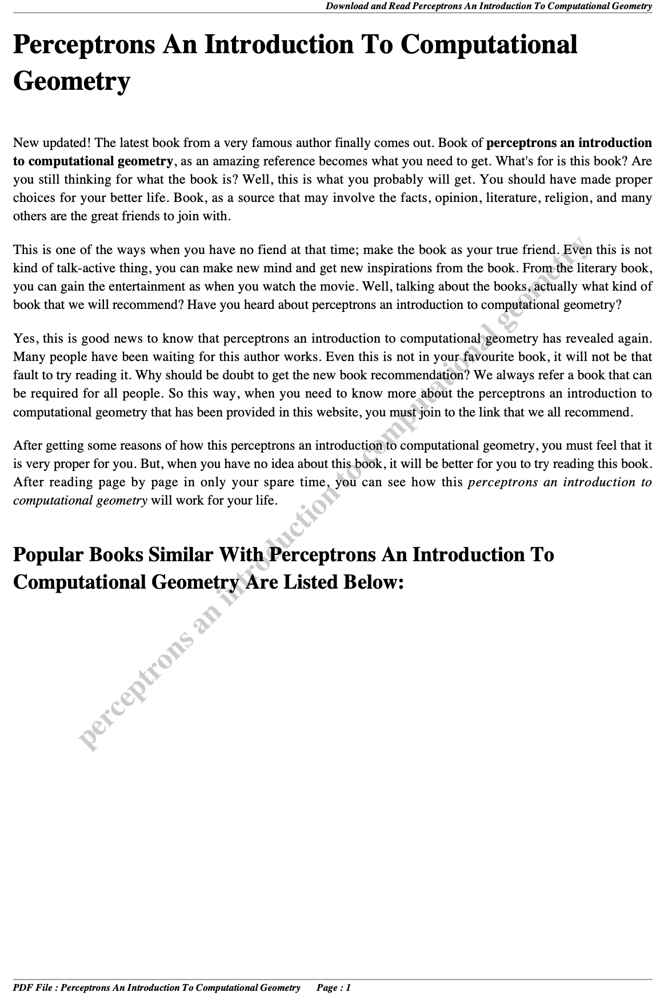 Download and Read Perceptrons An Introduction To Computational Geometry
Perceptrons An Introduction To Computational
Geometry
New updated! The latest book from a very famous author finally comes out. Book of perceptrons an introduction
to computational geometry, as an amazing reference becomes what you need to get. What's for is this book? Are
you still thinking for what the book is? Well, this is what you probably will get. You should have made proper
choices for your better life. Book, as a source that may involve the facts, opinion, literature, religion, and many
others are the great friends to join with.
This is one of the ways when you have no fiend at that time; make the book as your true friend. Even this is not
kind of talk-active thing, you can make new mind and get new inspirations from the book. From the literary book,
you can gain the entertainment as when you watch the movie. Well, talking about the books, actually what kind of
book that we will recommend? Have you heard about perceptrons an introduction to computational geometry?
Yes, this is good news to know that perceptrons an introduction to computational geometry has revealed again.
Many people have been waiting for this author works. Even this is not in your favourite book, it will not be that
fault to try reading it. Why should be doubt to get the new book recommendation? We always refer a book that can
be required for all people. So this way, when you need to know more about the perceptrons an introduction to
computational geometry that has been provided in this website, you must join to the link that we all recommend.
After getting some reasons of how this perceptrons an introduction to computational geometry, you must feel that it
is very proper for you. But, when you have no idea about this book, it will be better for you to try reading this book.
After reading page by page in only your spare time, you can see how this perceptrons an introduction to
computational geometry will work for your life.
Popular Books Similar With Perceptrons An Introduction To
Computational Geometry Are Listed Below:
perceptrons an introduction to computational geometry
PDF File : Perceptrons An Introduction To Computational Geometry Page : 1